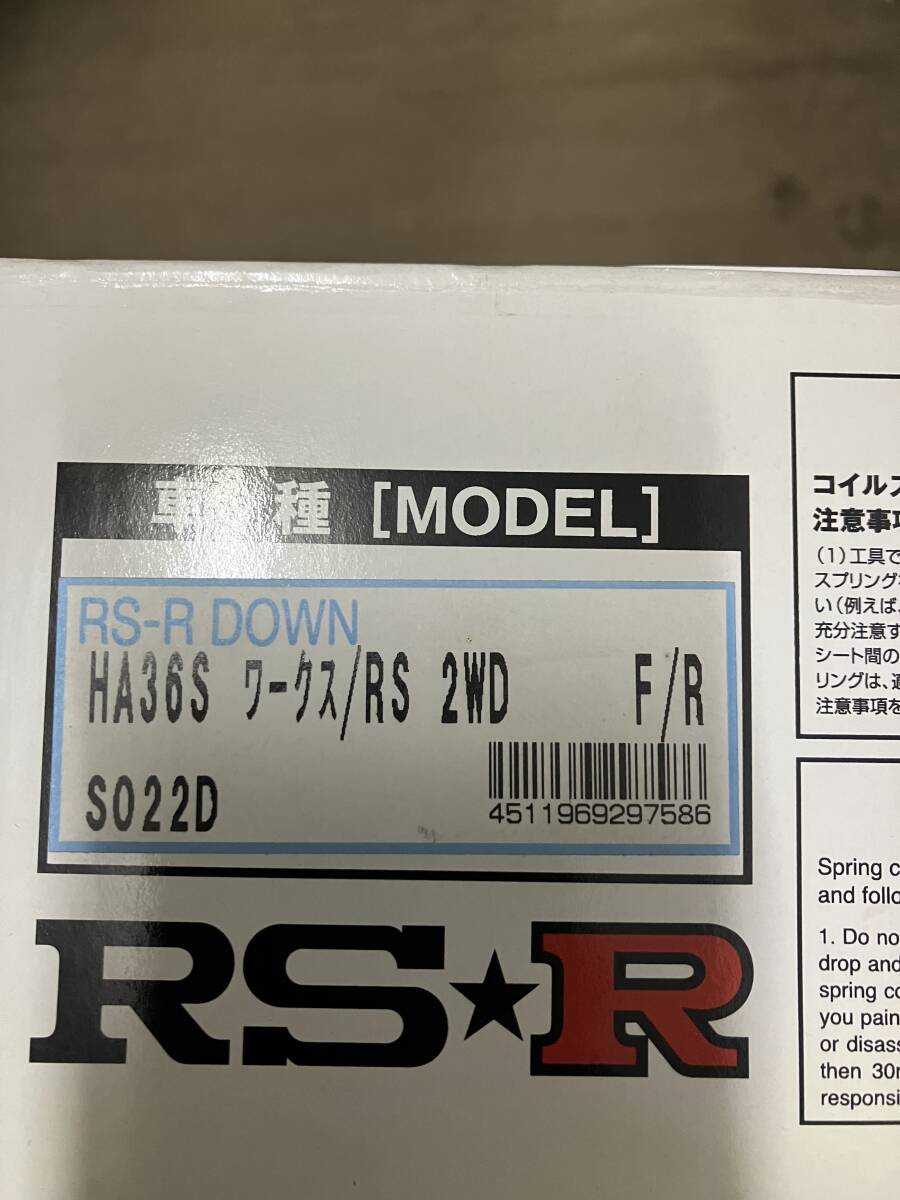 車 種 [MODEL]
RS-R DOWN
HA36S ワークス/RS 2WD F/R
S022D
4511969297586
RS★R
コイルス
注意事項
(1)工具で
スプリング
い(例えば、
充分注意す
シート間の
リングは、適
注意事項を
Spring c
and follo
1. Do no
drop and
spring co
you pain
or disass
then 30
responsi